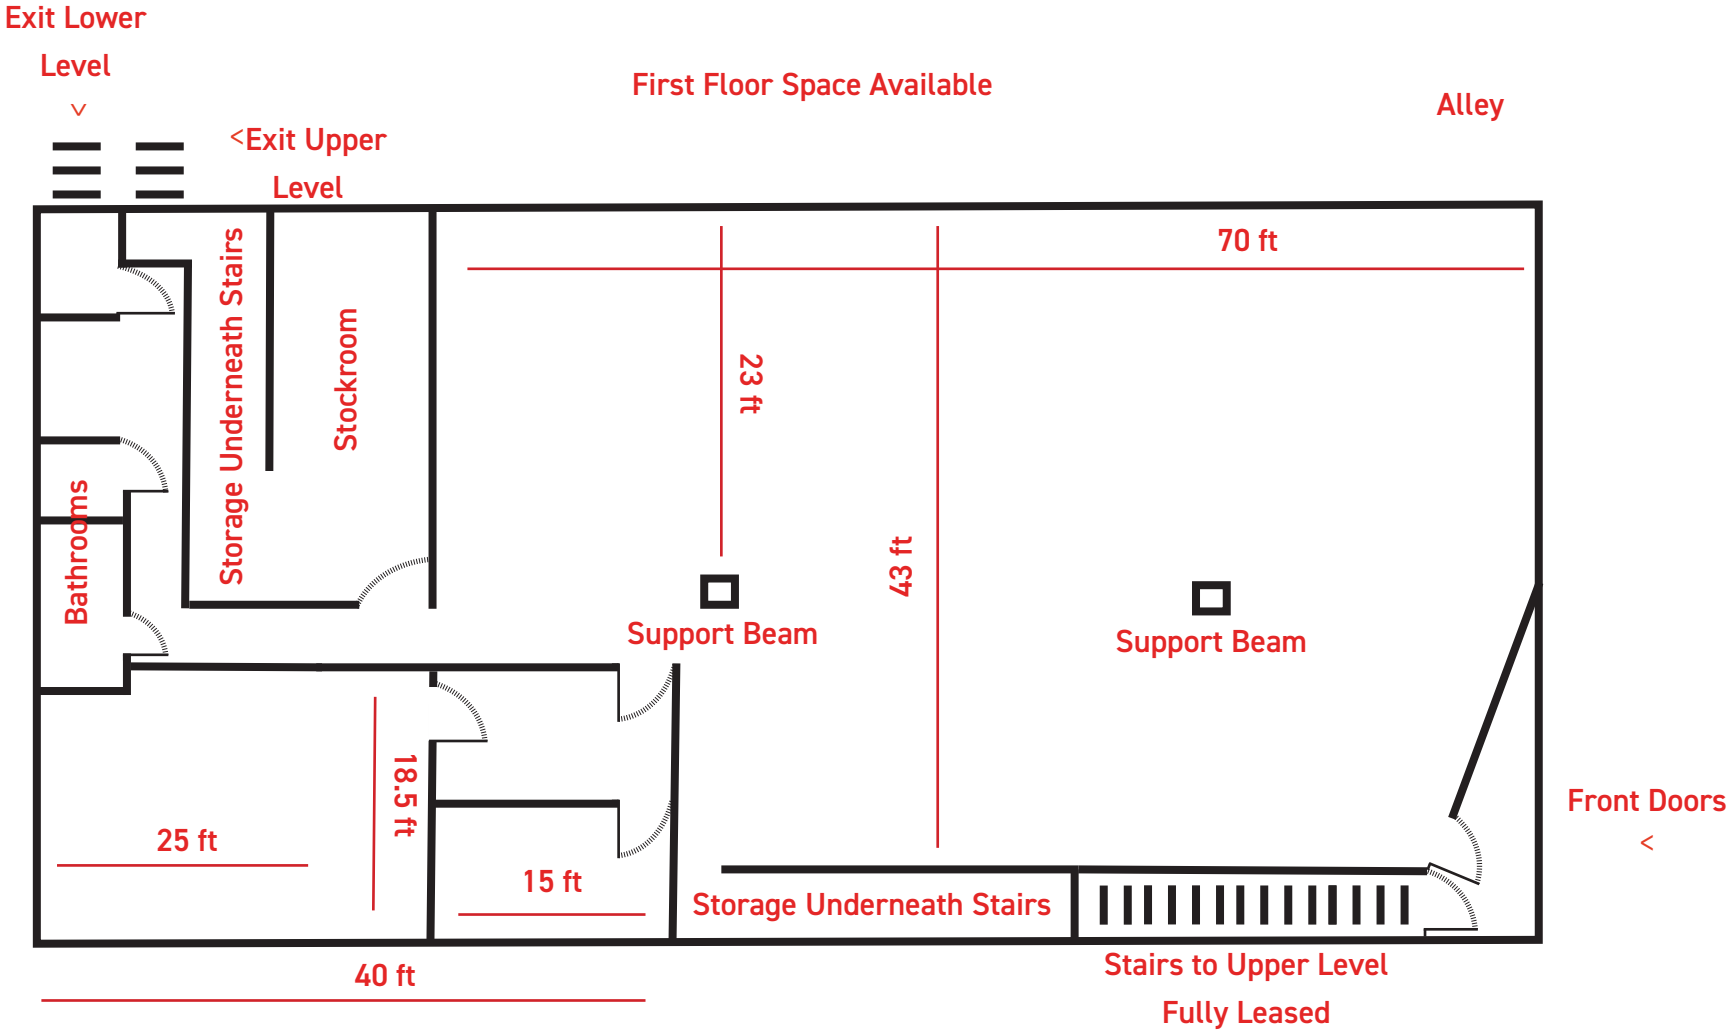 Exit Lower
Level
First Floor Space Available
Alley
<Exit Upper
Level
70 ft
Storage Underneath Stairs
Stockroom
23 ft
43 ft
Bathrooms
Support Beam
Support Beam
18.5 ft
Front Doors
<
25 ft
15 ft
Storage Underneath Stairs
Stairs to Upper Level
Fully Leased
40 ft